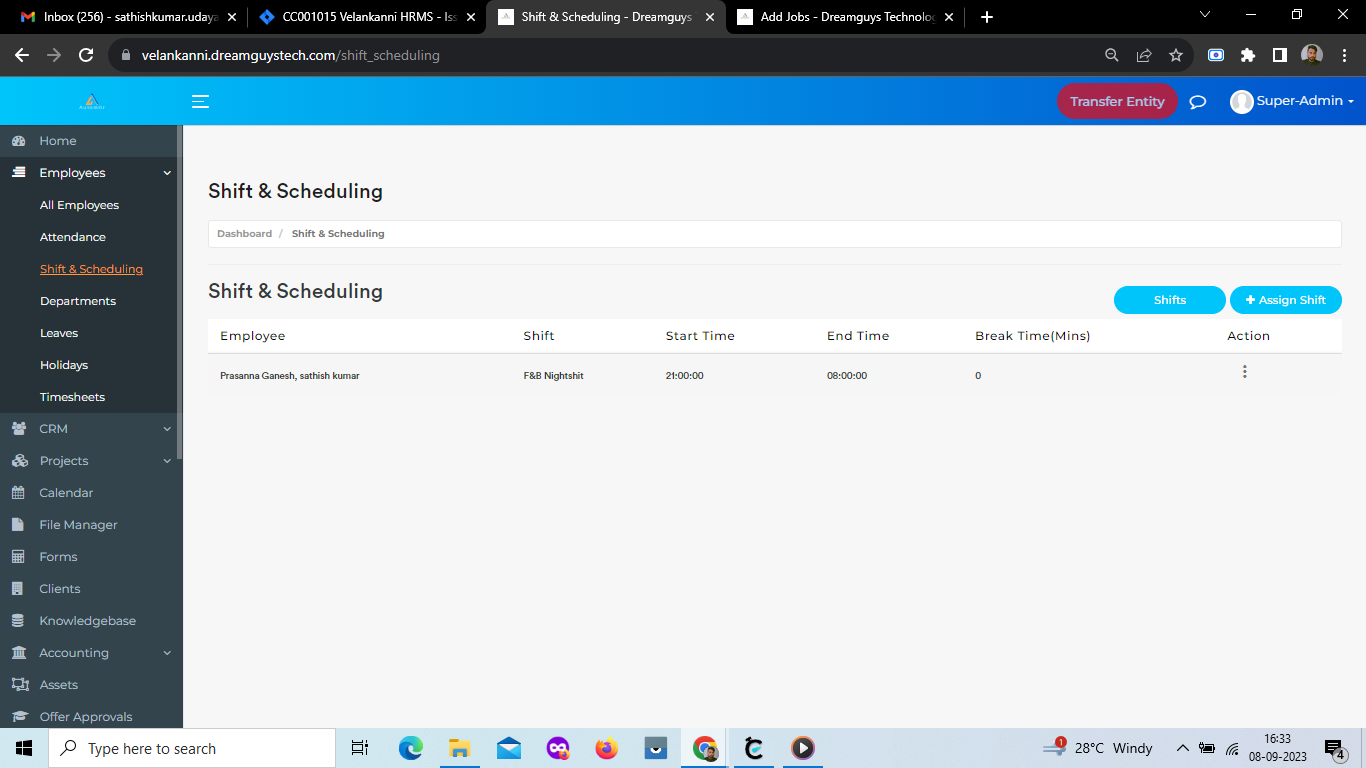 Inbox (256) - sathishkumar.udaya
CC001015 Velankanni HRMS - Iss
Shift & Scheduling - Dreamguys
Add Jobs - Dreamguys Technolog
velankanni.dreamguystech.com/shift_scheduling
Transfer Entity
Super-Admin
Home
Employees
All Employees
Attendance
Shift & Scheduling
Departments
Leaves
Holidays
Timesheets
CRM
Projects
Calendar
File Manager
Forms
Clients
Knowledgebase
Accounting
Assets
Offer Approvals
Shift & Scheduling
Dashboard / Shift & Scheduling
Shift & Scheduling
Shifts
+ Assign Shift
Employee Shift Start Time End Time Break Time(Mins) Action
Prasanna Ganesh, sathish kumar F&B Nightshit 21:00:00 08:00:00 0
Type here to search
1
28°C Windy
16:33
08-09-2023
4